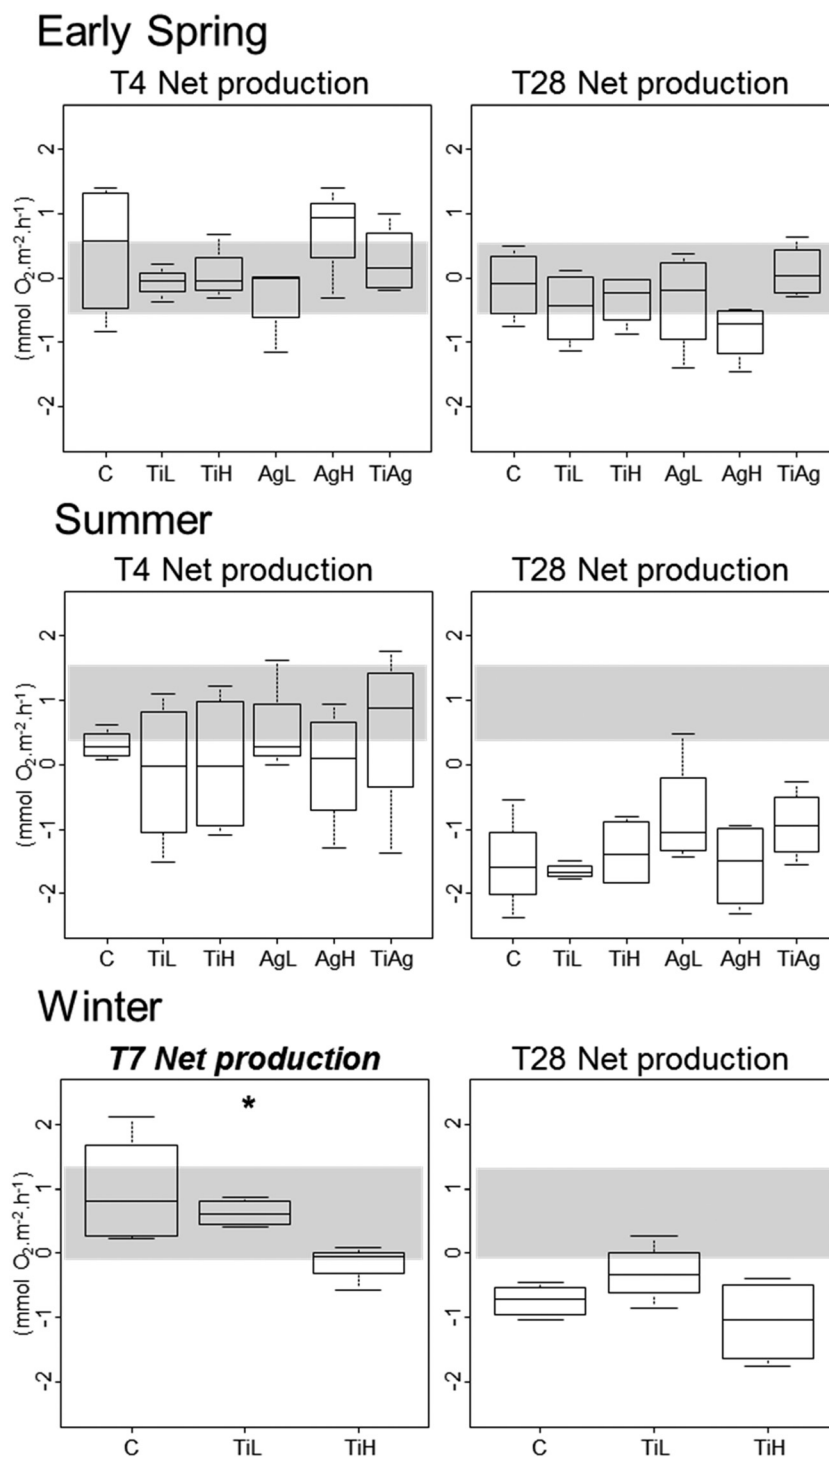 Early Spring
T4 Net production
T28 Net production
(mmol O₂.m⁻².h⁻¹)
2
1
0
-1
-2
2
1
0
-1
-2
C TiL TiH AgL AgH TiAg
C TiL TiH AgL AgH TiAg
Summer
T4 Net production
T28 Net production
(mmol O₂.m⁻².h⁻¹)
2
1
0
-1
-2
2
1
0
-1
-2
C TiL TiH AgL AgH TiAg
C TiL TiH AgL AgH TiAg
Winter
T7 Net production
T28 Net production
(mmol O₂.m⁻².h⁻¹)
2
1
0
-1
-2
*
2
1
0
-1
-2
C TiL TiH
C TiL TiH